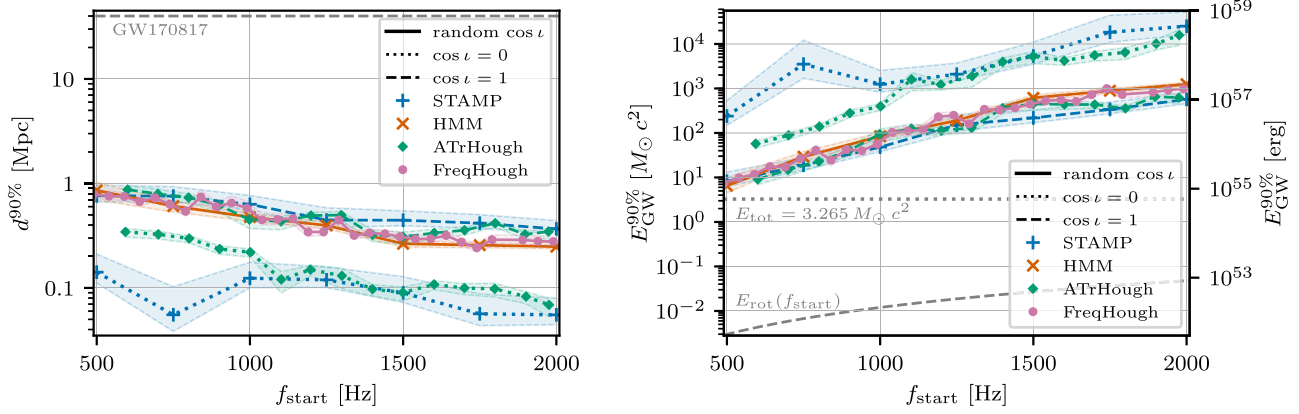 GW170817
random cos ι
cos ι = 0
cos ι = 1
STAMP
HMM
ATrHough
FreqHough
10
1
0.1
d^90% [Mpc]
500
1000
1500
2000
f_start [Hz]
10^4
10^3
10^2
10^1
10^0
10^−1
10^−2
E_GW^90% [M_⊙ c^2]
E_tot = 3.265 M_⊙ c^2
E_rot(f_start)
random cos ι
cos ι = 0
cos ι = 1
STAMP
HMM
ATrHough
FreqHough
10^59
10^57
10^55
10^53
E_GW^90% [erg]
500
1000
1500
2000
f_start [Hz]